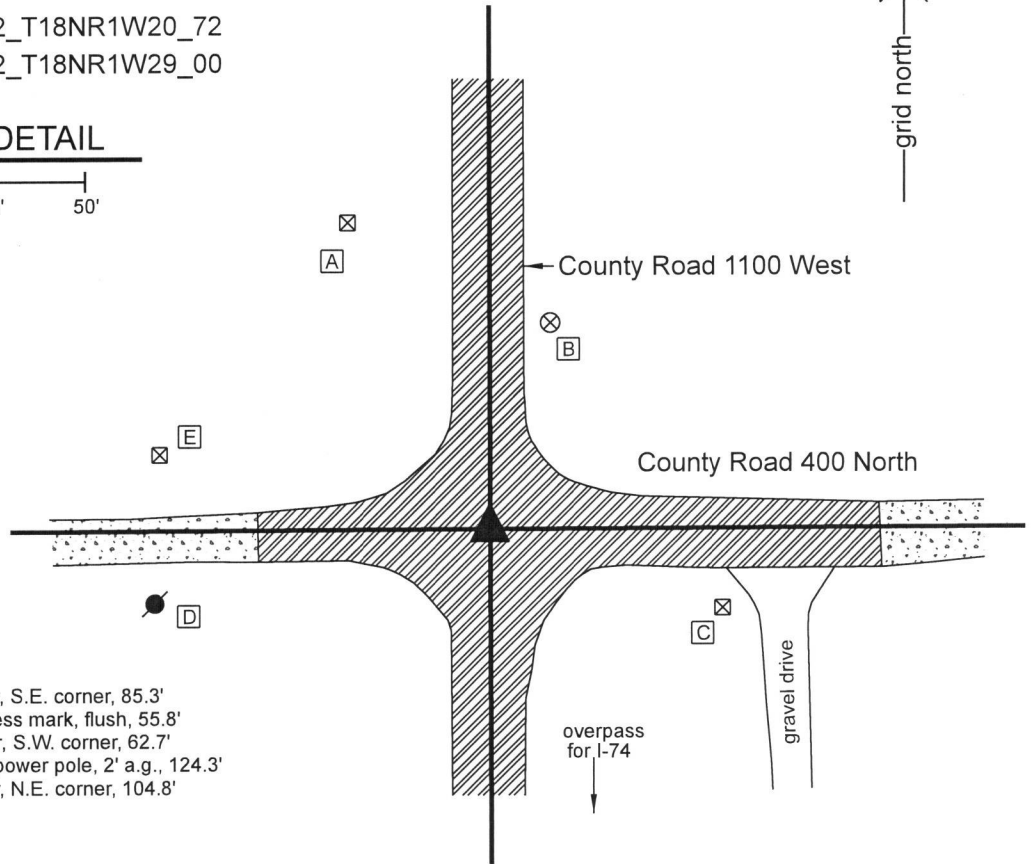 2_T18NR1W20_72
2_T18NR1W29_00
DETAIL
50'
grid north
A
County Road 1100 West
B
E
County Road 400 North
D
C
gravel drive
overpass
for I-74
, S.E. corner, 85.3'
ess mark, flush, 55.8'
, S.W. corner, 62.7'
power pole, 2' a.g., 124.3'
, N.E. corner, 104.8'